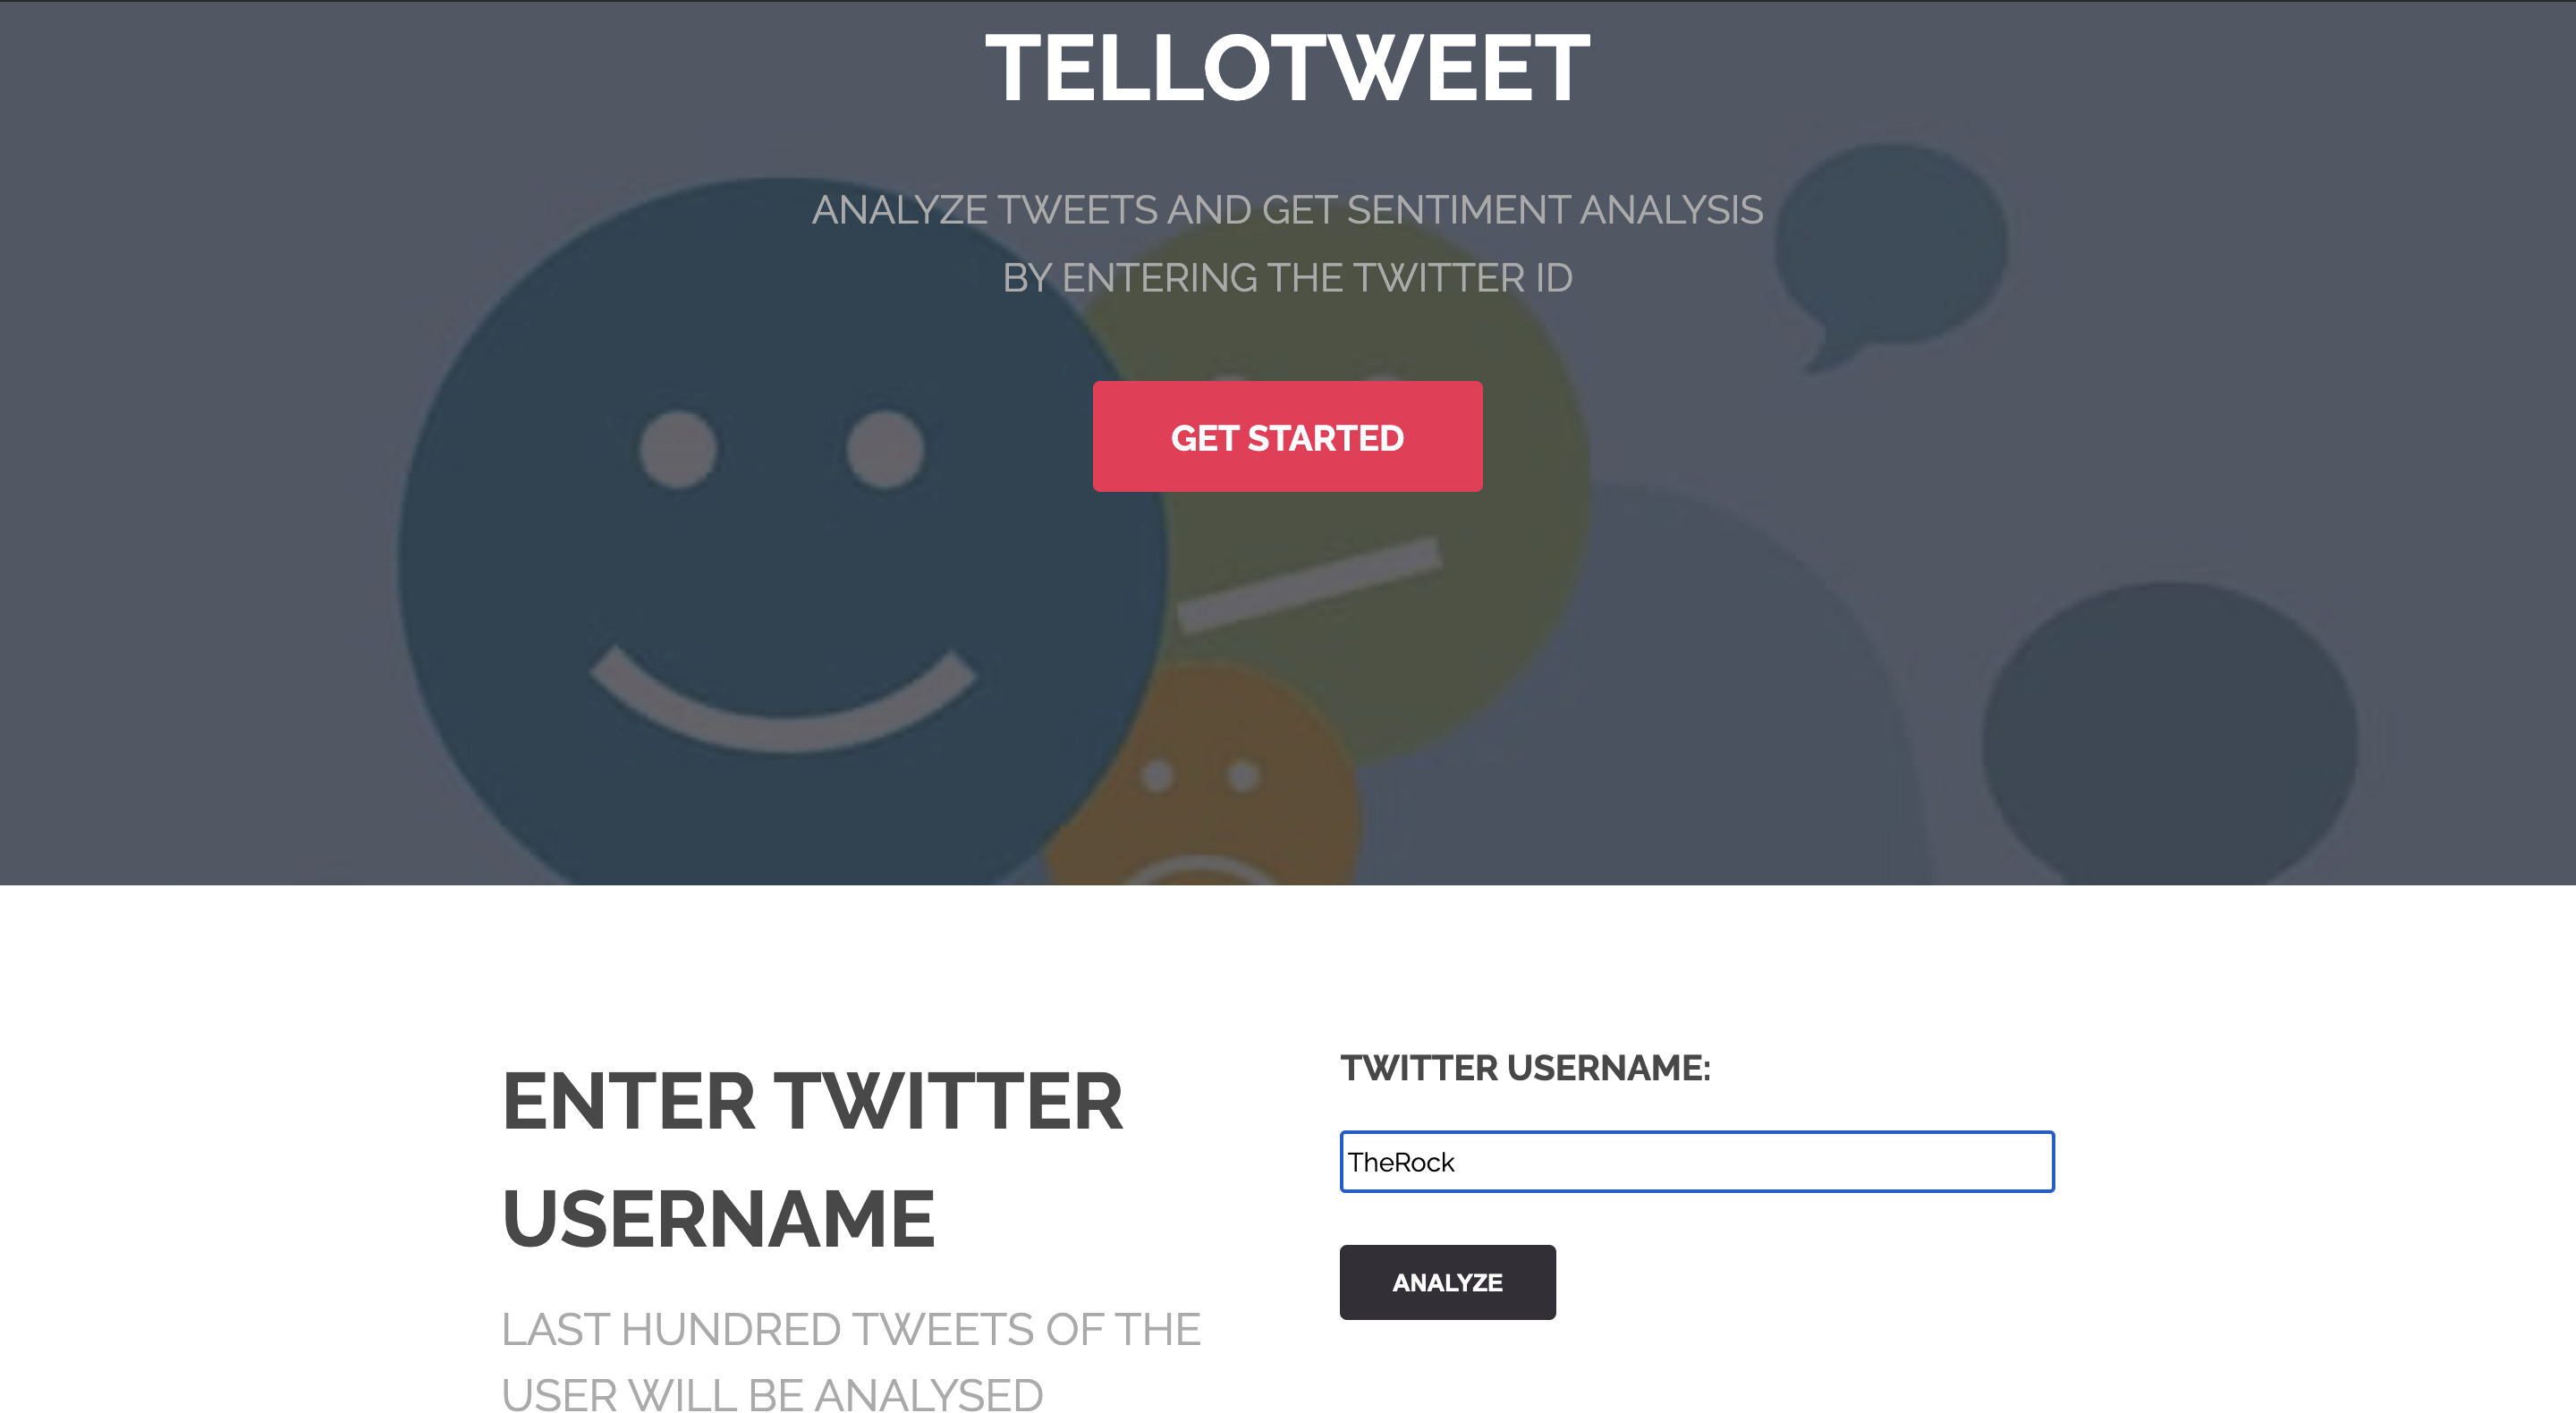 TELLOTWEET
ANALYZE TWEETS AND GET SENTIMENT ANALYSIS
BY ENTERING THE TWITTER ID
GET STARTED
ENTER TWITTER
USERNAME
LAST HUNDRED TWEETS OF THE
USER WILL BE ANALYSED
TWITTER USERNAME:
TheRock
ANALYZE